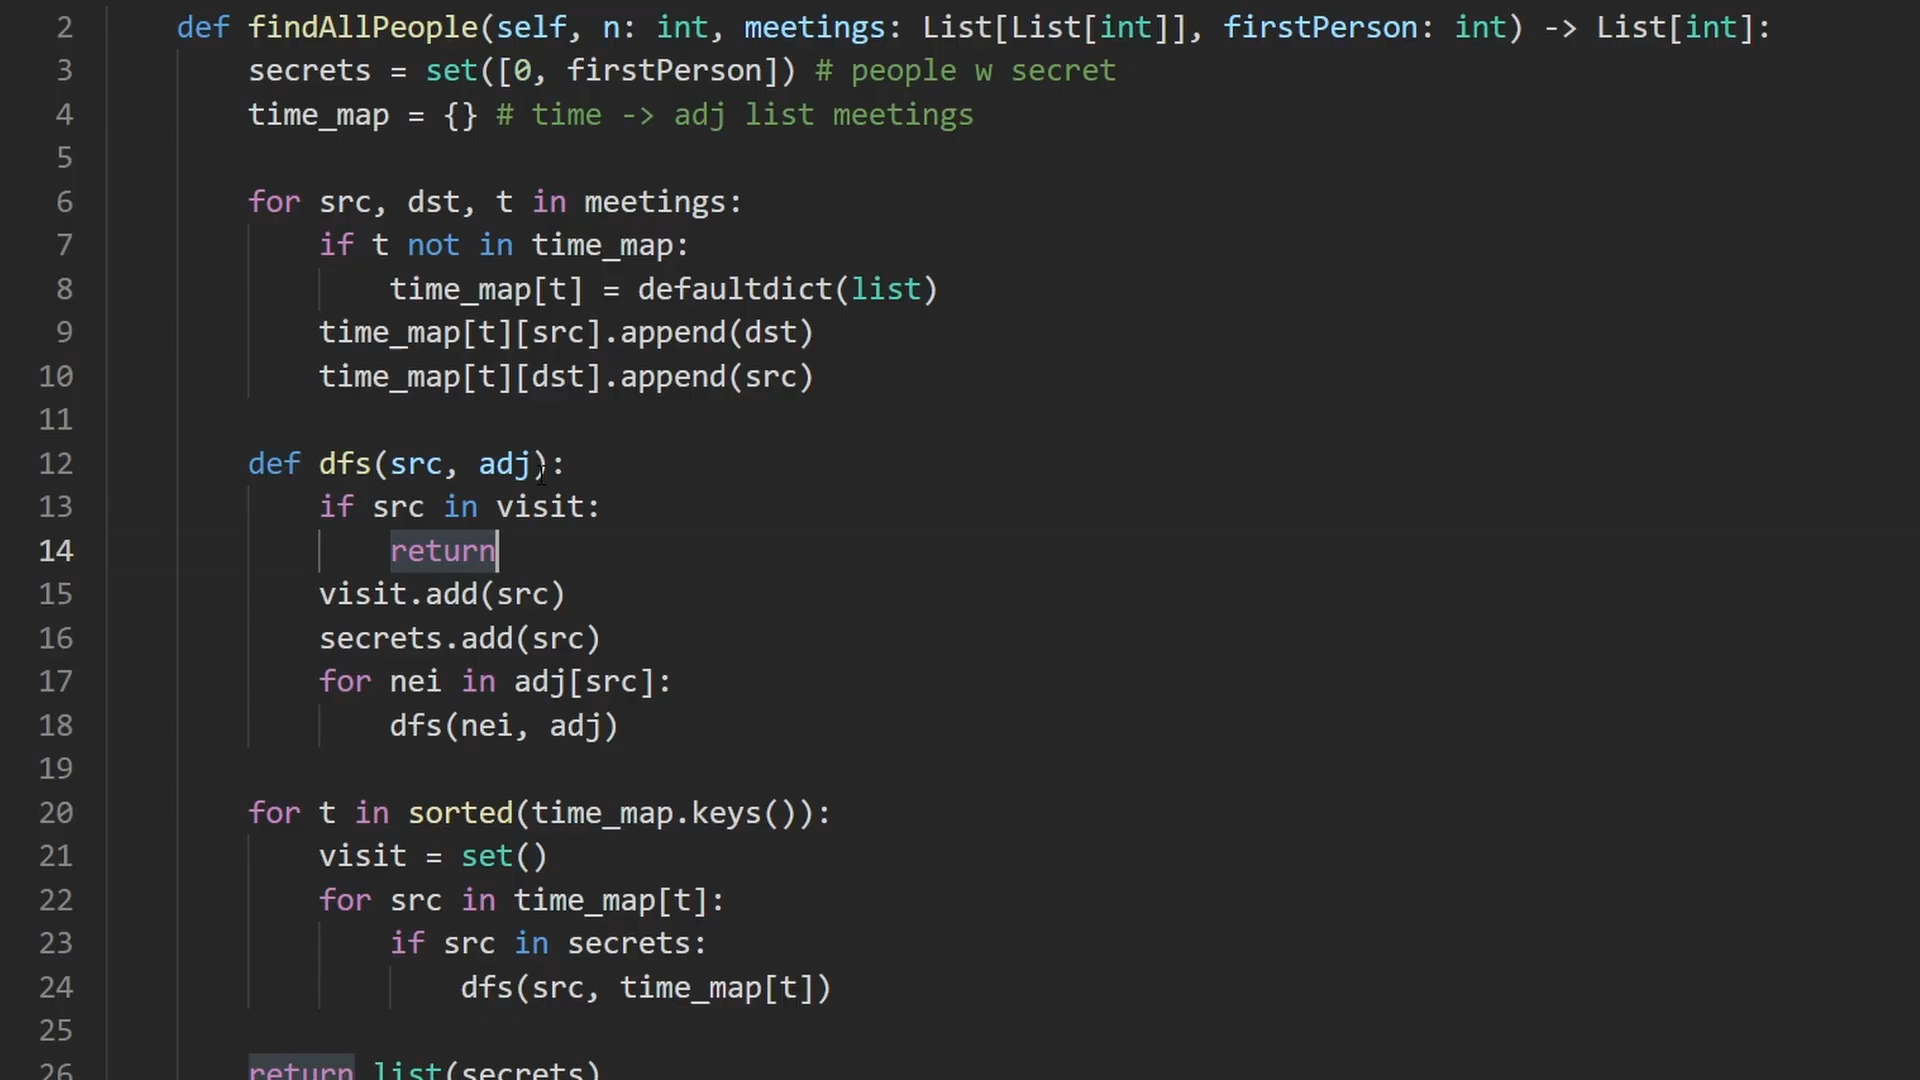 2 def findAllPeople(self, n: int, meetings: List[List[int]], firstPerson: int) -> List[int]:
3 secrets = set([0, firstPerson]) # people w secret
4 time_map = {} # time -> adj list meetings
5
6 for src, dst, t in meetings:
7 if t not in time_map:
8 time_map[t] = defaultdict(list)
9 time_map[t][src].append(dst)
10 time_map[t][dst].append(src)
11
12 def dfs(src, adj):
13 if src in visit:
14 return
15 visit.add(src)
16 secrets.add(src)
17 for nei in adj[src]:
18 dfs(nei, adj)
19
20 for t in sorted(time_map.keys()):
21 visit = set()
22 for src in time_map[t]:
23 if src in secrets:
24 dfs(src, time_map[t])
25
26 return list(secrets)